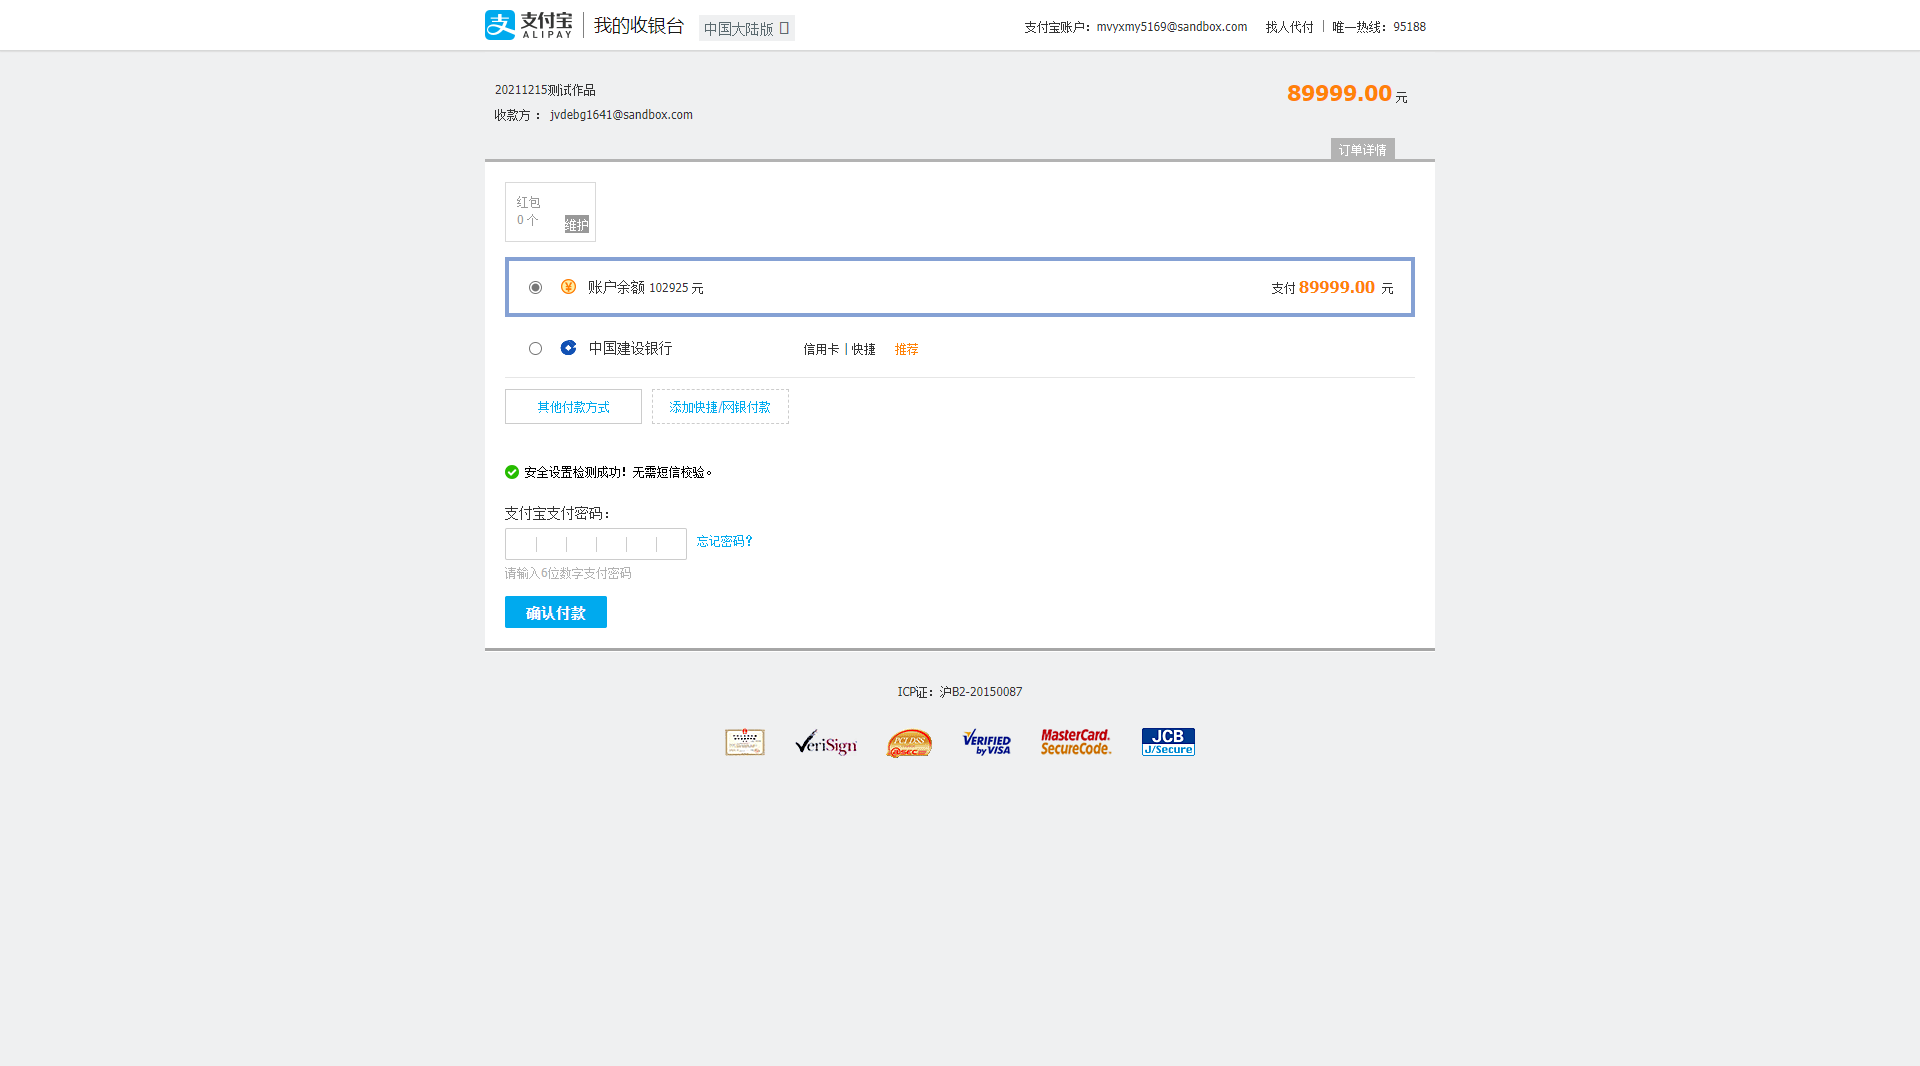 支付宝 ALIPAY 我的收银台 中国大陆版 支付宝账户：mvyxmy5169@sandbox.com 找人代付 唯一热线：95188
20211215测试作品 89999.00 元
收款方： jvdebg1641@sandbox.com
订单详情
红包
0 个 维护
账户余额 102925 元 支付 89999.00 元
中国建设银行 信用卡 快捷 推荐
其他付款方式 添加快捷/网银付款
安全设置检测成功！无需短信校验。
支付宝支付密码：
忘记密码？
请输入6位数字支付密码
确认付款
ICP证：沪B2-20150087
VeriSign PCI.DSS @SEC VERIFIED by VISA MasterCard. SecureCode. JCB J/Secure